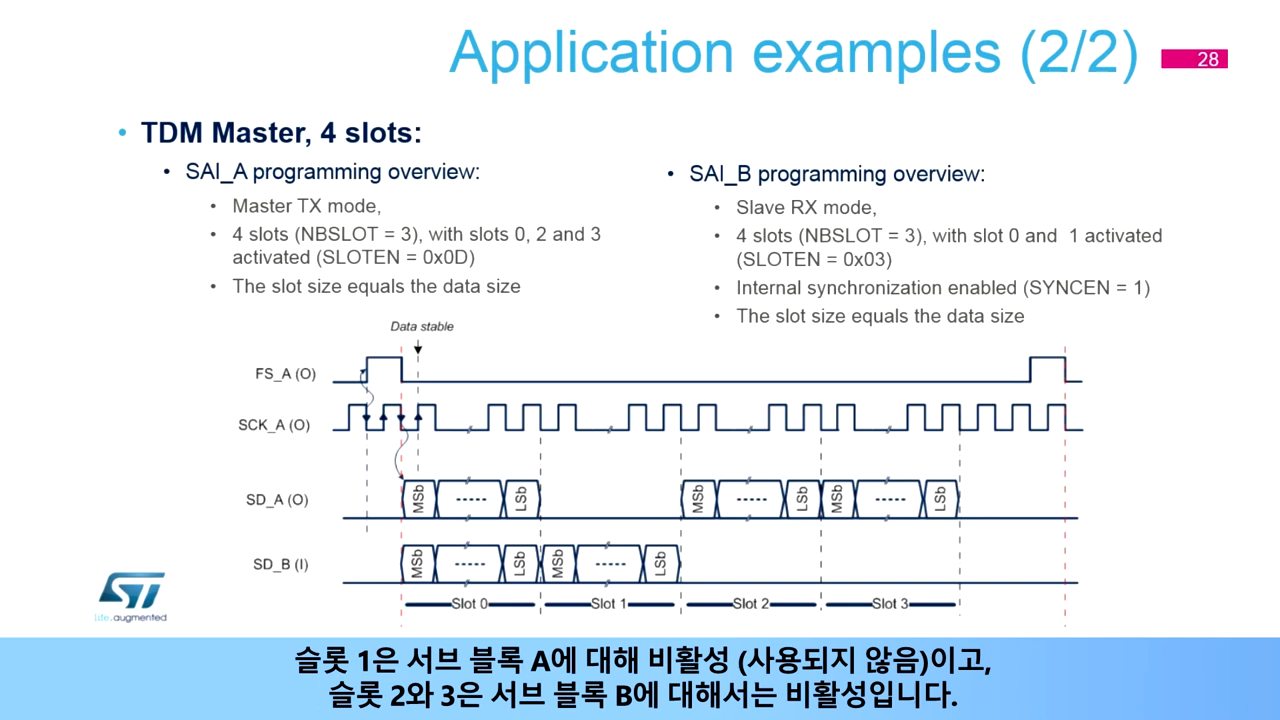 Application examples (2/2)
28
• TDM Master, 4 slots:
• SAI_A programming overview:
• Master TX mode,
• 4 slots (NBSLOT = 3), with slots 0, 2 and 3
activated (SLOTEN = 0x0D)
• The slot size equals the data size
• SAI_B programming overview:
• Slave RX mode,
• 4 slots (NBSLOT = 3), with slot 0 and 1 activated
(SLOTEN = 0x03)
• Internal synchronization enabled (SYNCEN = 1)
• The slot size equals the data size
Data stable
FS_A (O)
SCK_A (O)
SD_A (O)
MSb
LSb
MSb
LSb
MSb
LSb
SD_B (I)
MSb
LSb
MSb
LSb
Slot 0
Slot 1
Slot 2
Slot 3
ST
life.augmented
슬롯 1은 서브 블록 A에 대해 비활성 (사용되지 않음)이고,
슬롯 2와 3은 서브 블록 B에 대해서는 비활성입니다.